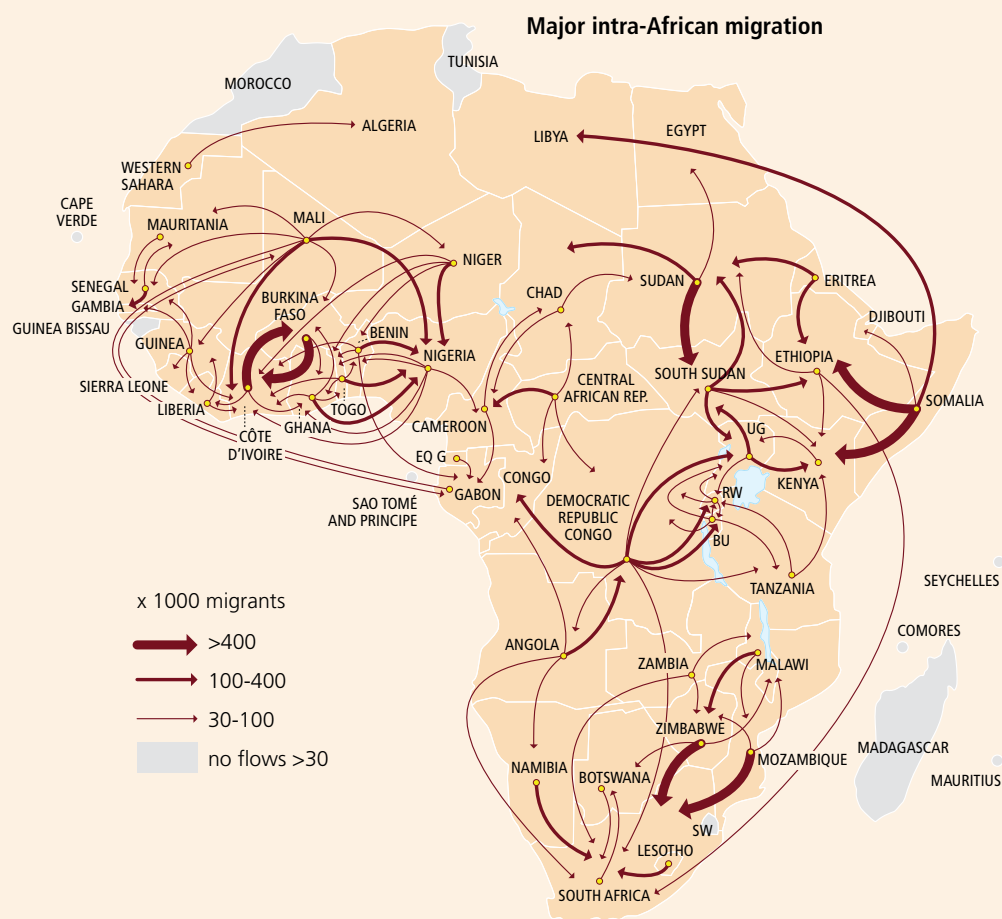 Major intra-African migration
TUNISIA
MOROCCO
ALGERIA
LIBYA
EGYPT
WESTERN
SAHARA
CAPE
VERDE
MAURITANIA
MALI
NIGER
SENEGAL
GAMBIA
GUINEA BISSAU
BURKINA
FASO
CHAD
SUDAN
ERITREA
DJIBOUTI
GUINEA
BENIN
NIGERIA
ETHIOPIA
SIERRA LEONE
LIBERIA
CÔTE
D'IVOIRE
GHANA
TOGO
CAMEROON
CENTRAL
AFRICAN REP.
SOUTH SUDAN
SOMALIA
UG
KENYA
EQ G
GABON
CONGO
SAO TOMÉ
AND PRINCIPE
DEMOCRATIC
REPUBLIC
CONGO
RW
BU
TANZANIA
SEYCHELLES
COMORES
x 1000 migrants
>400
100-400
30-100
no flows >30
ANGOLA
ZAMBIA
MALAWI
ZIMBABWE
MOZAMBIQUE
MADAGASCAR
MAURITIUS
NAMIBIA
BOTSWANA
SW
LESOTHO
SOUTH AFRICA